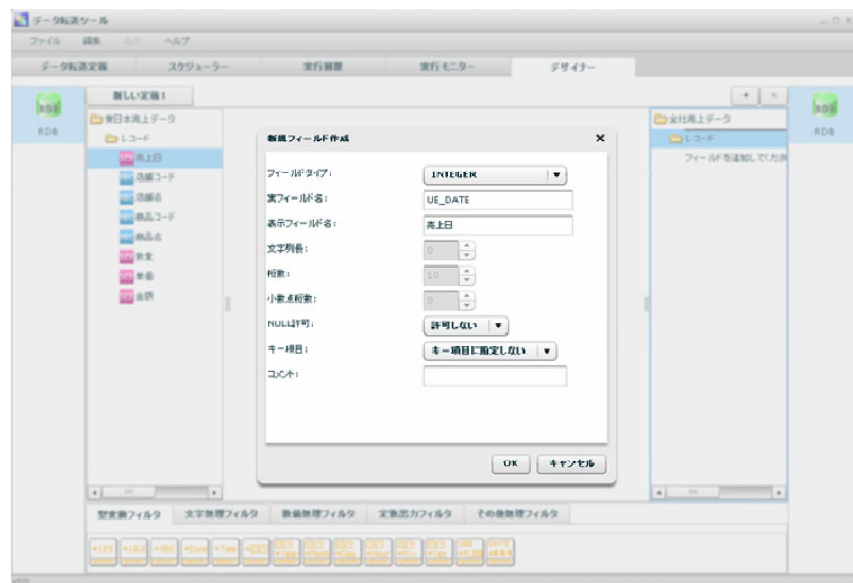 データ転送ツール
ファイル 編集 ヘルプ
データ転送定義 スケジューラー 実行履歴 実行モニター デザイナー
新しい定義1
+ ×
RDB
東日本売上データ
レコード
売上日
店舗コード
店舗名
商品コード
商品名
数量
単価
金額
新規フィールド作成
フィールドタイプ: INTEGER
実フィールド名: UE_DATE
表示フィールド名: 売上日
文字列長: 0
桁数: 10
小数点桁数: 0
NULL許可: 許可しない
キー項目: キー項目に指定しない
コメント:
OK キャンセル
全社売上データ
レコード
フィールドを追加してくださ
RDB
型変換フィルタ 文字処理フィルタ 数値処理フィルタ 定数出力フィルタ その他処理フィルタ
+123 +12.3 +ABC +Date +Time